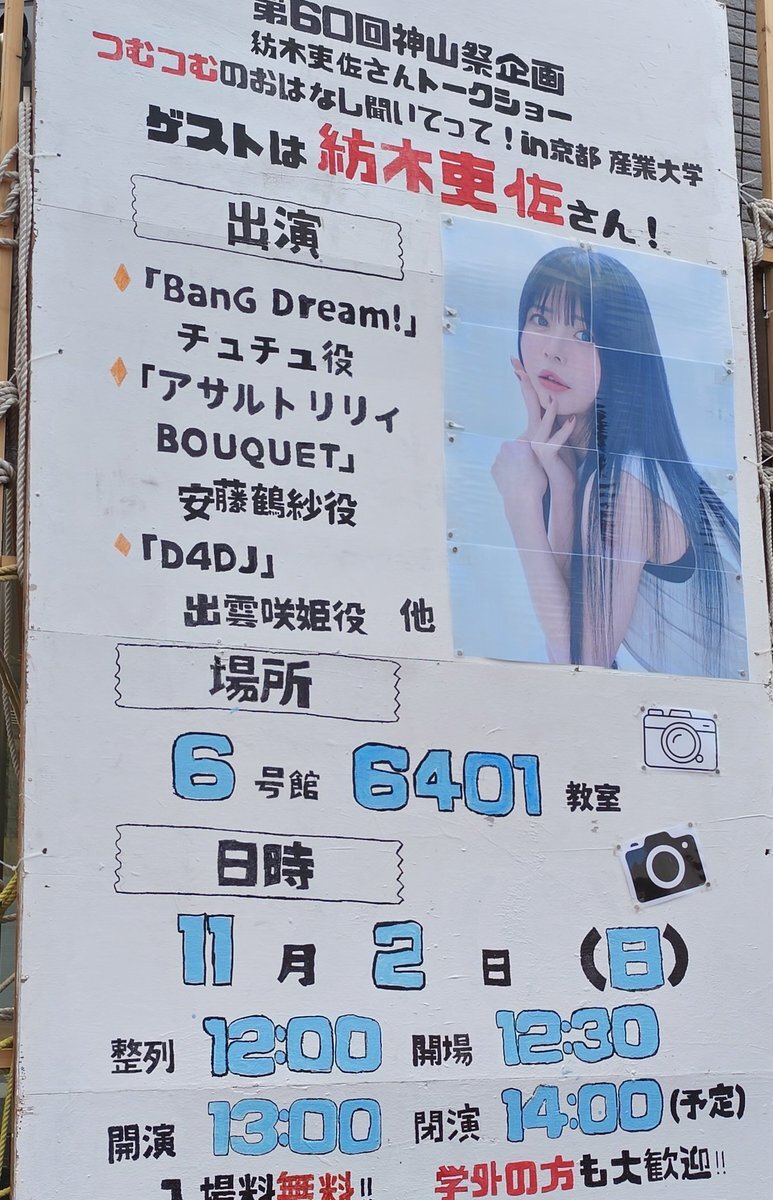 第60回神山祭企画
紡木吏佐さんトークショー
つむつむのおはなし聞いてって！in京都産業大学
ゲストは紡木吏佐さん！
出演
「BanG Dream!」
チュチュ役
「アサルトリリィ
BOUQUET」
安藤鶴紗役
「D4DJ」
出雲咲姫役 他
場所
6号館 6401教室
日時
11月2日(日)
整列 12:00 開場 12:30
開演 13:00 閉演 14:00(予定)
入場料無料!! 学外の方も大歓迎!!